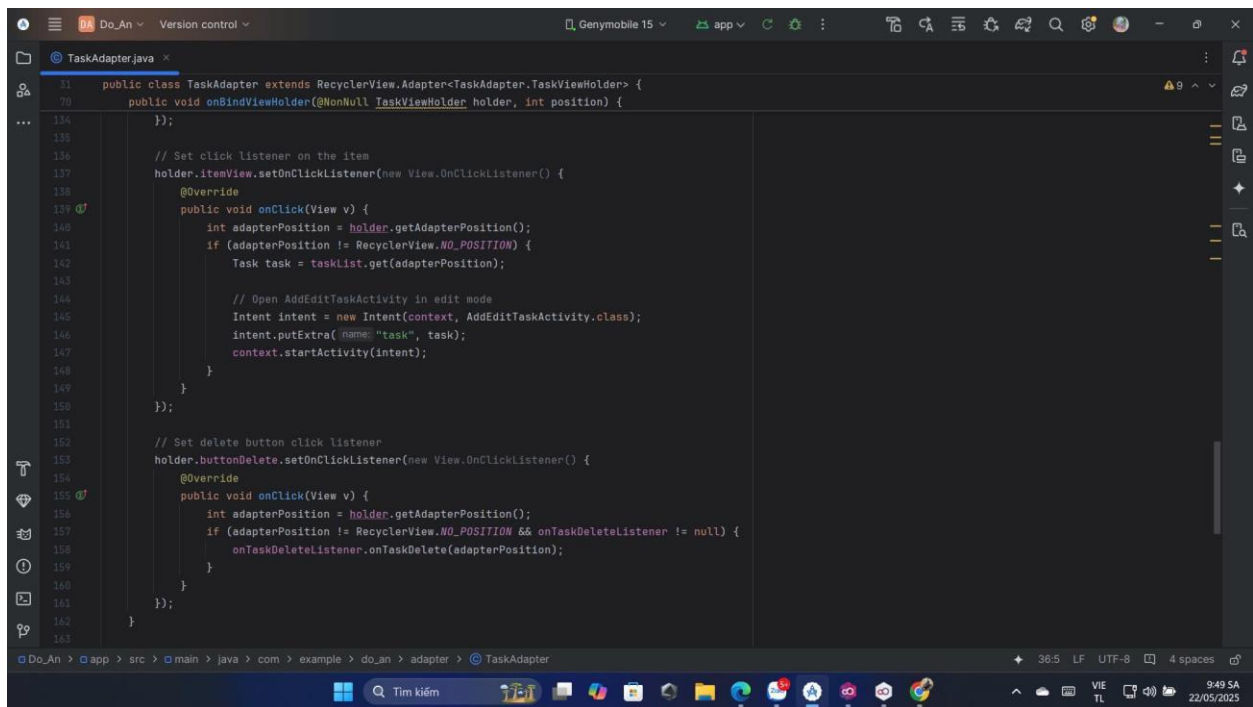 DA Do_An Version control Genymobile 15 app
TaskAdapter.java
31 public class TaskAdapter extends RecyclerView.Adapter<TaskAdapter.TaskViewHolder> { 9
70 public void onBindViewHolder(@NonNull TaskViewHolder holder, int position) {
134 });
135
136 // Set click listener on the item
137 holder.itemView.setOnClickListener(new View.OnClickListener() {
138 @Override
139 public void onClick(View v) {
140 int adapterPosition = holder.getAdapterPosition();
141 if (adapterPosition != RecyclerView.NO_POSITION) {
142 Task task = taskList.get(adapterPosition);
143
144 // Open AddEditTaskActivity in edit mode
145 Intent intent = new Intent(context, AddEditTaskActivity.class);
146 intent.putExtra( name: "task", task);
147 context.startActivity(intent);
148 }
149 }
150 });
151
152 // Set delete button click listener
153 holder.buttonDelete.setOnClickListener(new View.OnClickListener() {
154 @Override
155 public void onClick(View v) {
156 int adapterPosition = holder.getAdapterPosition();
157 if (adapterPosition != RecyclerView.NO_POSITION && onTaskDeleteListener != null) {
158 onTaskDeleteListener.onTaskDelete(adapterPosition);
159 }
160 }
161 });
162 }
163
Do_An > app > src > main > java > com > example > do_an > adapter > TaskAdapter 36:5 LF UTF-8 4 spaces
Tìm kiếm VIE TL 9:49 SA
22/05/2025